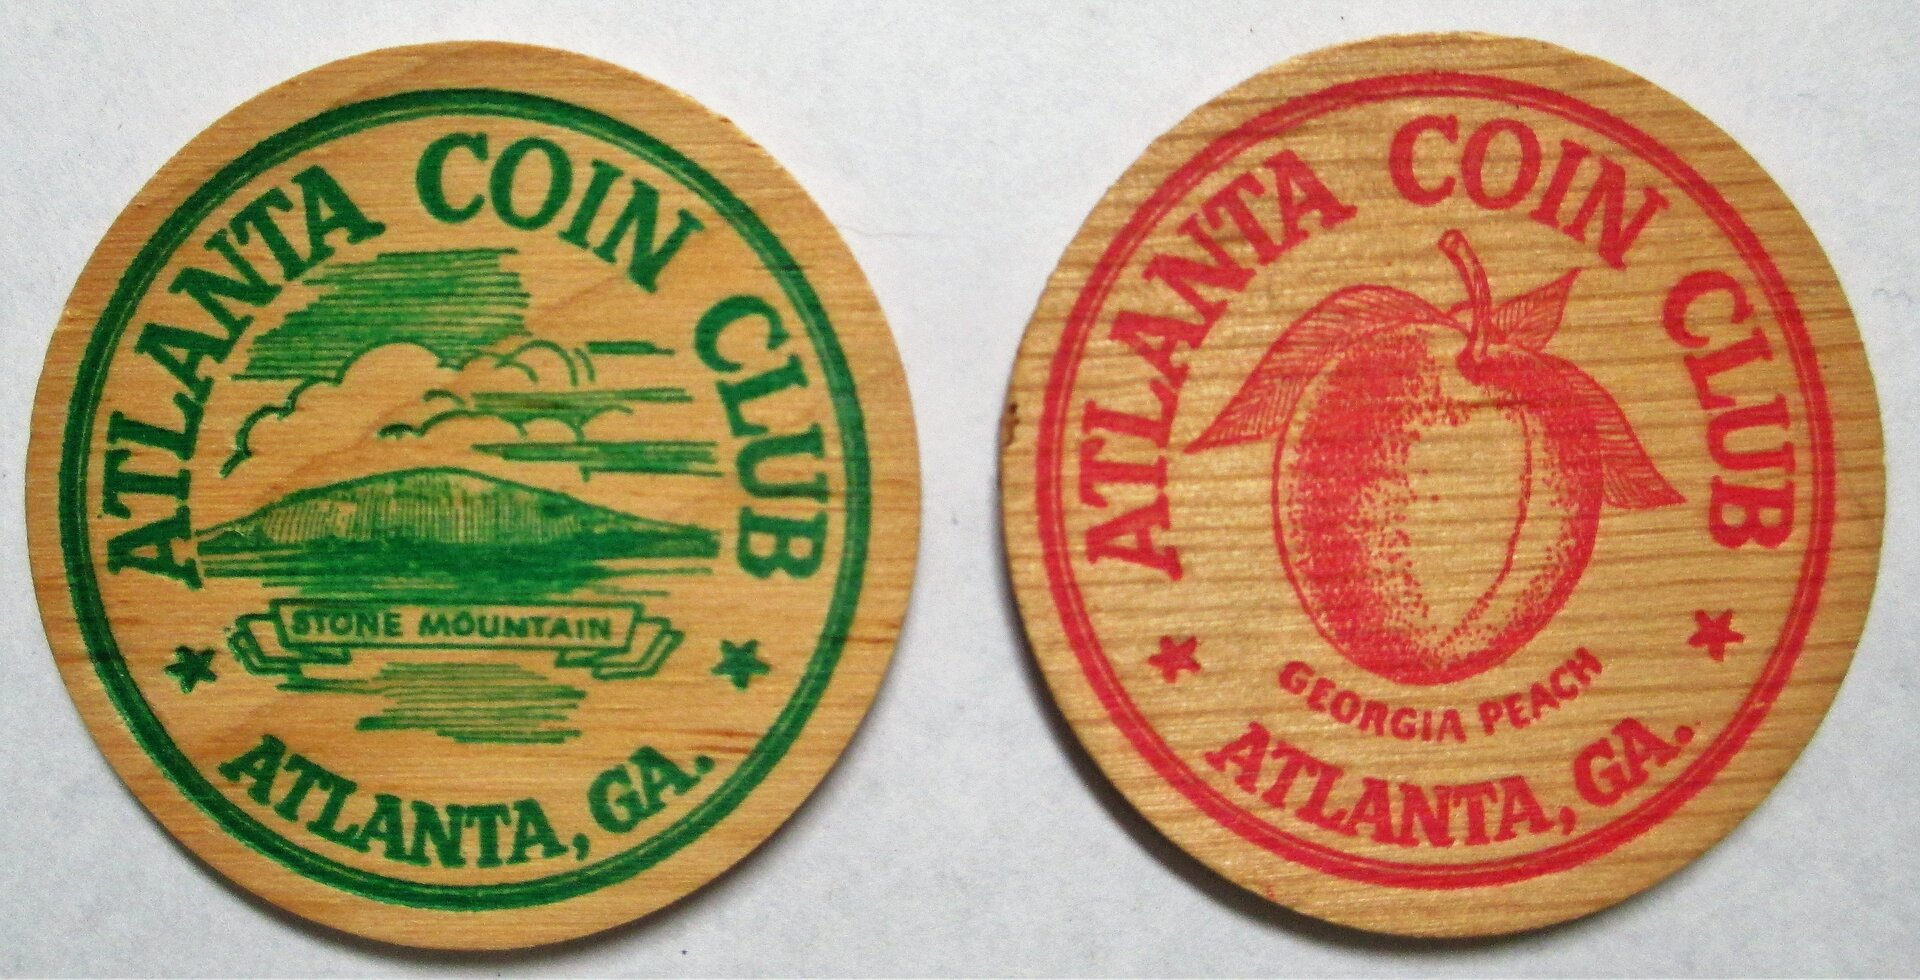 ATLANTA COIN CLUB
STONE MOUNTAIN
ATLANTA, GA.
ATLANTA COIN CLUB
GEORGIA PEACH
ATLANTA, GA.